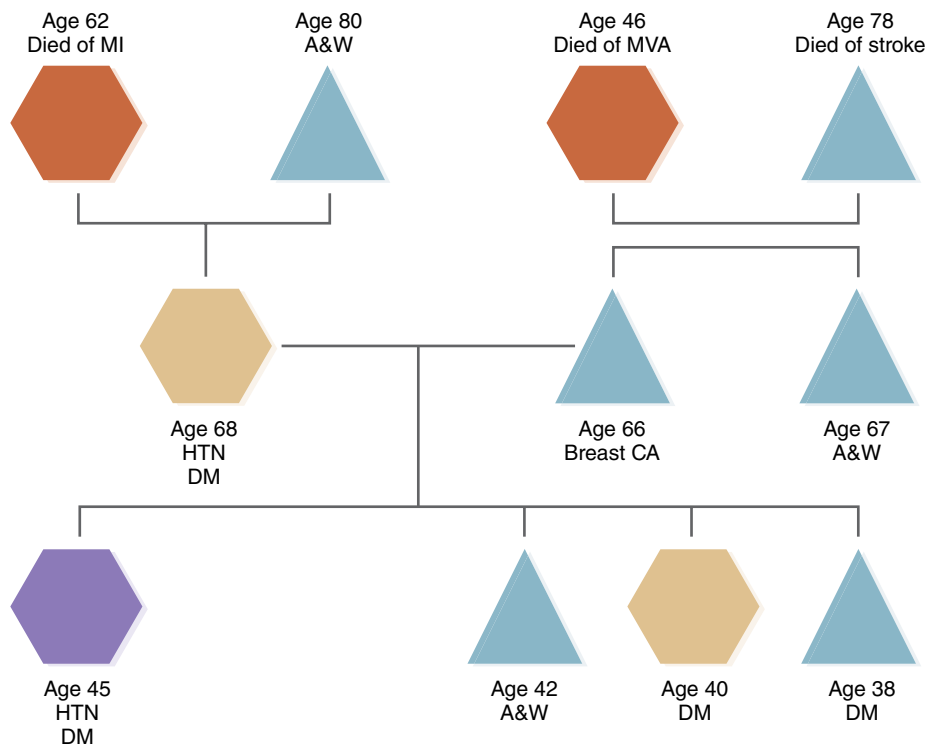 Age 62
Died of MI
Age 80
A&W
Age 46
Died of MVA
Age 78
Died of stroke
Age 68
HTN
DM
Age 66
Breast CA
Age 67
A&W
Age 45
HTN
DM
Age 42
A&W
Age 40
DM
Age 38
DM